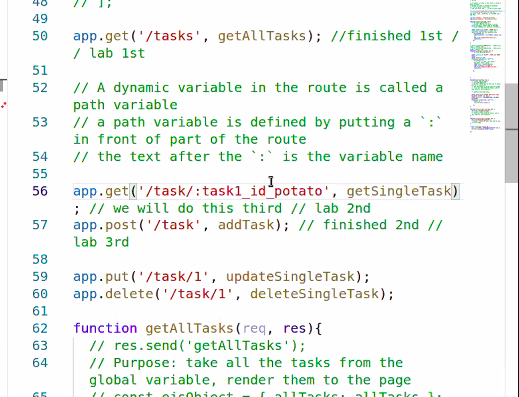 48 // ];
49
50 app.get('/tasks', getAllTasks); //finished 1st /
/ lab 1st
51
52 // A dynamic variable in the route is called a
path variable
53 // a path variable is defined by putting a `:`
in front of part of the route
54 // the text after the `:` is the variable name
55
56 app.get('/task/:task1_id_potato', getSingleTask)
; // we will do this third // lab 2nd
57 app.post('/task', addTask); // finished 2nd //
lab 3rd
58
59 app.put('/task/1', updateSingleTask);
60 app.delete('/task/1', deleteSingleTask);
61
62 function getAllTasks(req, res){
63 // res.send('getAllTasks');
64 // Purpose: take all the tasks from the
global variable, render them to the page
65 // const ejsObject = { allTasks: allTasks };